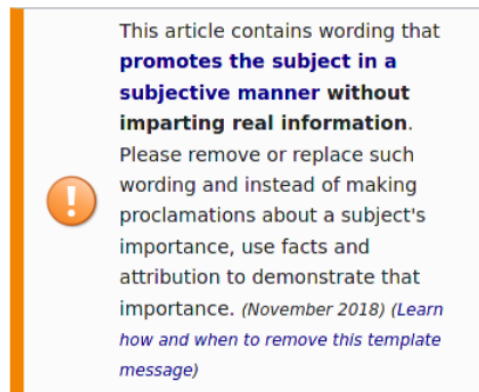 This article contains wording that
promotes the subject in a
subjective manner without
imparting real information.
Please remove or replace such
wording and instead of making
proclamations about a subject's
importance, use facts and
attribution to demonstrate that
importance. (November 2018) (Learn
how and when to remove this template
message)